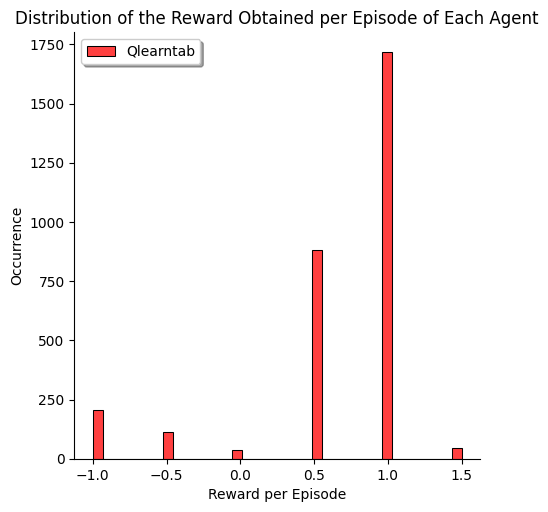 Distribution of the Reward Obtained per Episode of Each Agent
Qlearntab
1750
1500
1250
1000
750
500
250
0
Occurrence
−1.0 −0.5 0.0 0.5 1.0 1.5
Reward per Episode